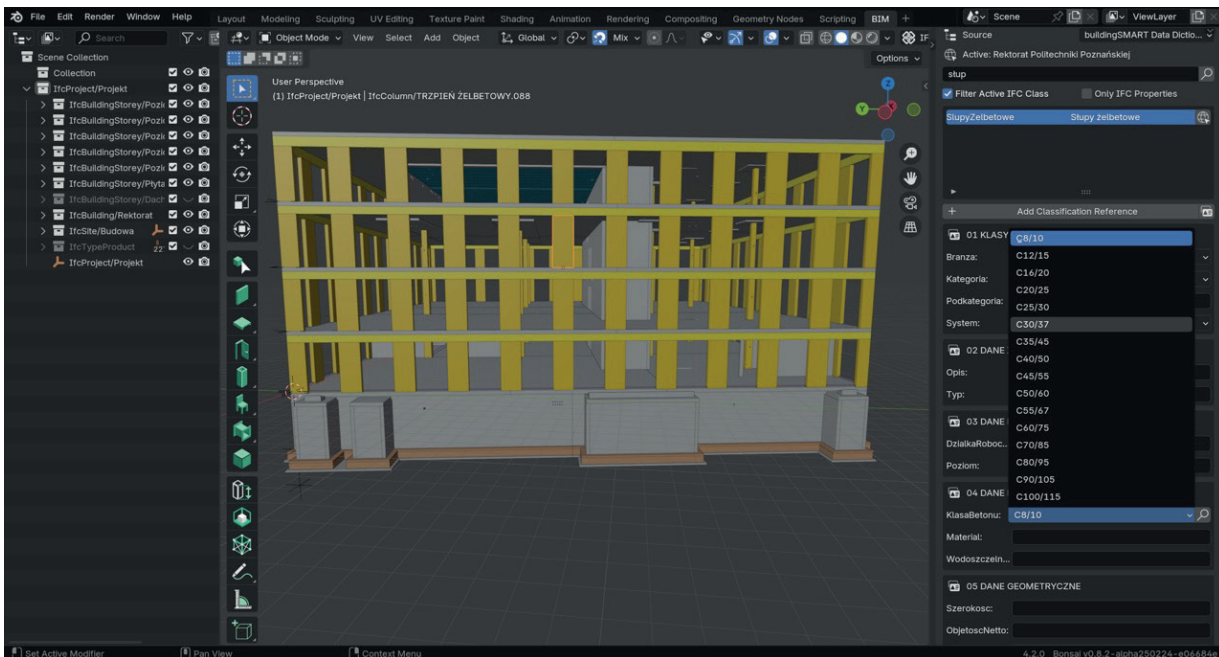 File Edit Render Window Help Layout Modeling Sculpting UV Editing Texture Paint Shading Animation Rendering Compositing Geometry Nodes Scripting BIM + Scene ViewLayer
Search Object Mode View Select Add Object Global Mix IF
Options
Source buildingSMART Data Dictio...
Active: Rektorat Politechniki Poznańskiej
słup
Filter Active IFC Class Only IFC Properties
SlupyZelbetowe Słupy żelbetowe
Scene Collection
Collection
IfcProject/Projekt
IfcBuildingStorey/Pozic
IfcBuildingStorey/Pozic
IfcBuildingStorey/Pozic
IfcBuildingStorey/Pozic
IfcBuildingStorey/Pozic
IfcBuildingStorey/Płyta
IfcBuildingStorey/Dach
IfcBuilding/Rektorat
IfcSite/Budowa
IfcTypeProduct
IfcProject/Projekt
User Perspective
(1) IfcProject/Projekt | IfcColumn/TRZPIEŃ ŻELBETOWY.088
Z
Y
X
+ Add Classification Reference
01 KLASY
Branza:
Kategoria:
Podkategoria:
System:
02 DANE
Opis:
Typ:
03 DANE
DzialkaRoboc..
Poziom:
04 DANE
C8/10
C12/15
C16/20
C20/25
C25/30
C30/37
C35/45
C40/50
C45/55
C50/60
C55/67
C60/75
C70/85
C80/95
C90/105
C100/115
KlasaBetonu: C8/10
Material:
Wodoszczeln...
05 DANE GEOMETRYCZNE
Szerokosc:
ObjetoscNetto:
Set Active Modifier Pan View Context Menu 4.2.0 Bonsai v0.8.2-alpha250224-e06684e